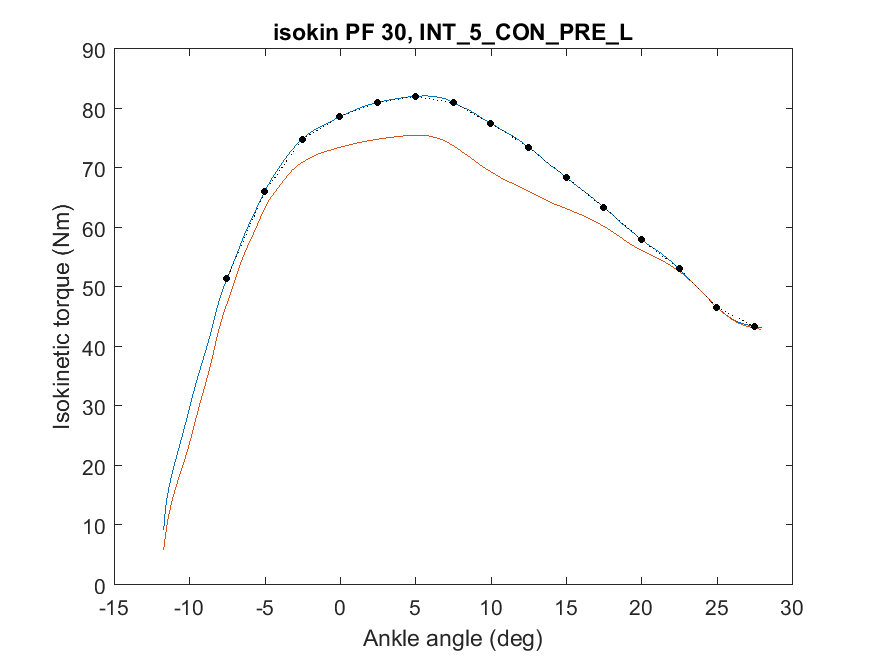 isokin PF 30, INT_5_CON_PRE_L
90
80
70
60
50
40
30
20
10
0
-15 -10 -5 0 5 10 15 20 25 30
Isokinetic torque (Nm)
Ankle angle (deg)